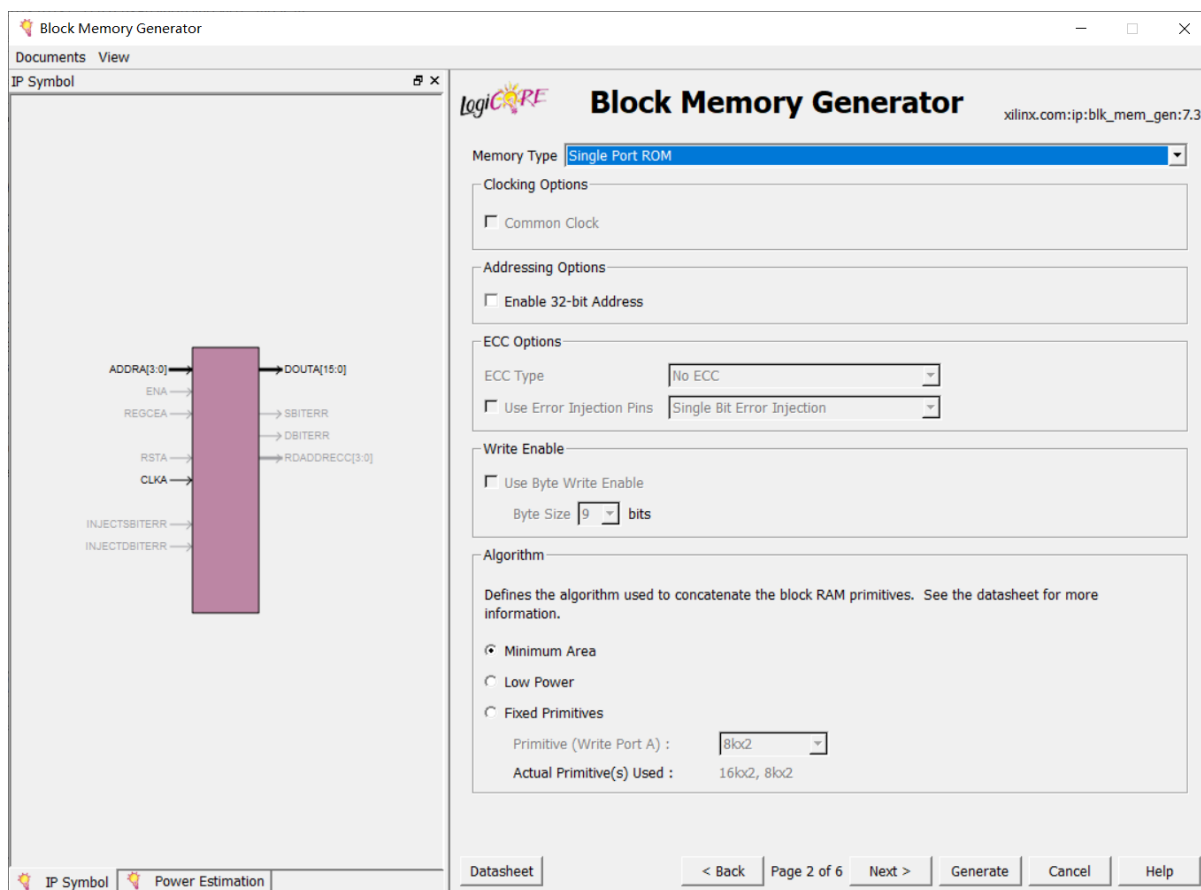 Block Memory Generator
Documents View
IP Symbol
ADDRA[3:0]
DOUTA[15:0]
ENA
REGCEA
SBITERR
DBITERR
RSTA
RDADDRECC[3:0]
CLKA
INJECTSBITERR
INJECTDBITERR
IP Symbol
Power Estimation
LogiCORE
Block Memory Generator
xilinx.com:ip:blk_mem_gen:7.3
Memory Type Single Port ROM
Clocking Options
Common Clock
Addressing Options
Enable 32-bit Address
ECC Options
ECC Type No ECC
Use Error Injection Pins Single Bit Error Injection
Write Enable
Use Byte Write Enable
Byte Size 9 bits
Algorithm
Defines the algorithm used to concatenate the block RAM primitives. See the datasheet for more
information.
Minimum Area
Low Power
Fixed Primitives
Primitive (Write Port A) : 8kx2
Actual Primitive(s) Used : 16kx2, 8kx2
Datasheet
< Back Page 2 of 6 Next > Generate Cancel Help